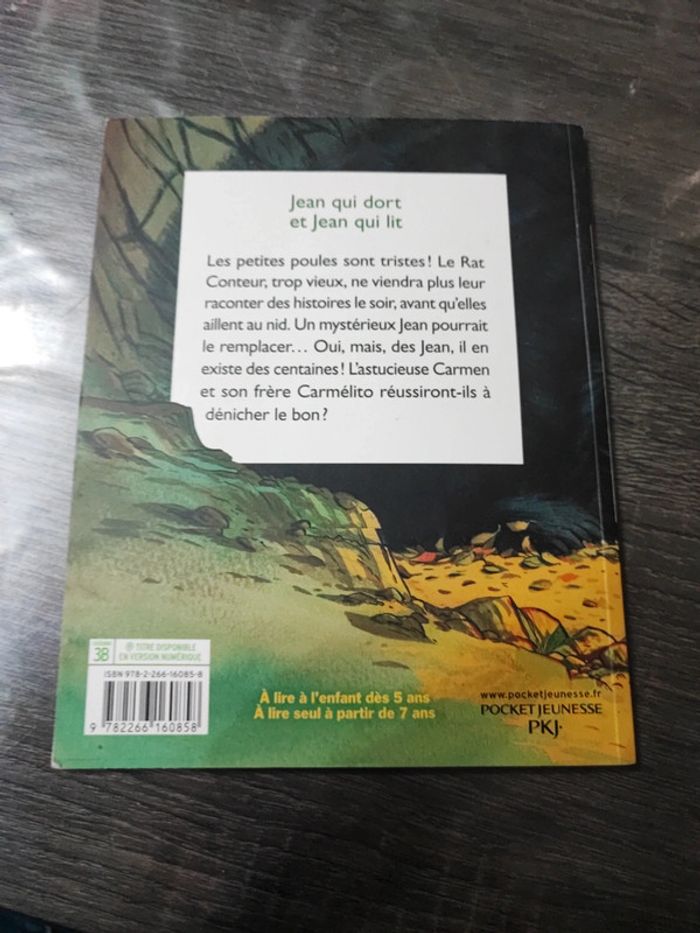 Jean qui dort
et Jean qui lit
Les petites poules sont tristes ! Le Rat
Conteur, trop vieux, ne viendra plus leur
raconter des histoires le soir, avant qu'elles
aillent au nid. Un mystérieux Jean pourrait
le remplacer... Oui, mais, des Jean, il en
existe des centaines ! L'astucieuse Carmen
et son frère Carmélito réussiront-ils à
dénicher le bon ?
38
TITRE DISPONIBLE
EN VERSION NUMÉRIQUE
ISBN 978-2-266-16085-8
9 782266 160858
À lire à l'enfant dès 5 ans
À lire seul à partir de 7 ans
www.pocketjeunesse.fr
POCKET JEUNESSE
PKJ·